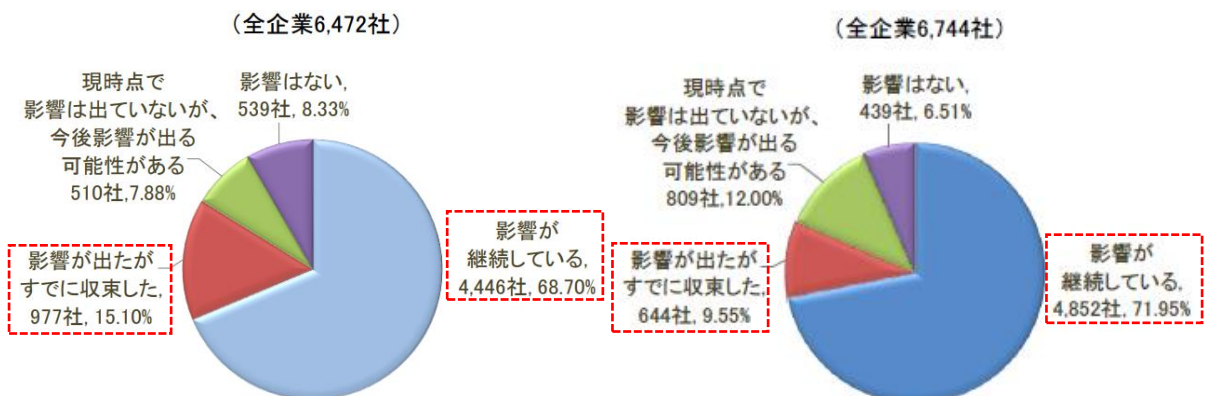 （全企業6,472社）
現時点で
影響は出ていないが、
今後影響が出る
可能性がある
510社,7.88%
影響はない,
539社, 8.33%
影響が出たが
すでに収束した,
977社, 15.10%
影響が
継続している,
4,446社, 68.70%
（全企業6,744社）
現時点で
影響は出ていないが、
今後影響が出る
可能性がある
809社,12.00%
影響はない,
439社, 6.51%
影響が出たが
すでに収束した,
644社, 9.55%
影響が
継続している,
4,852社, 71.95%